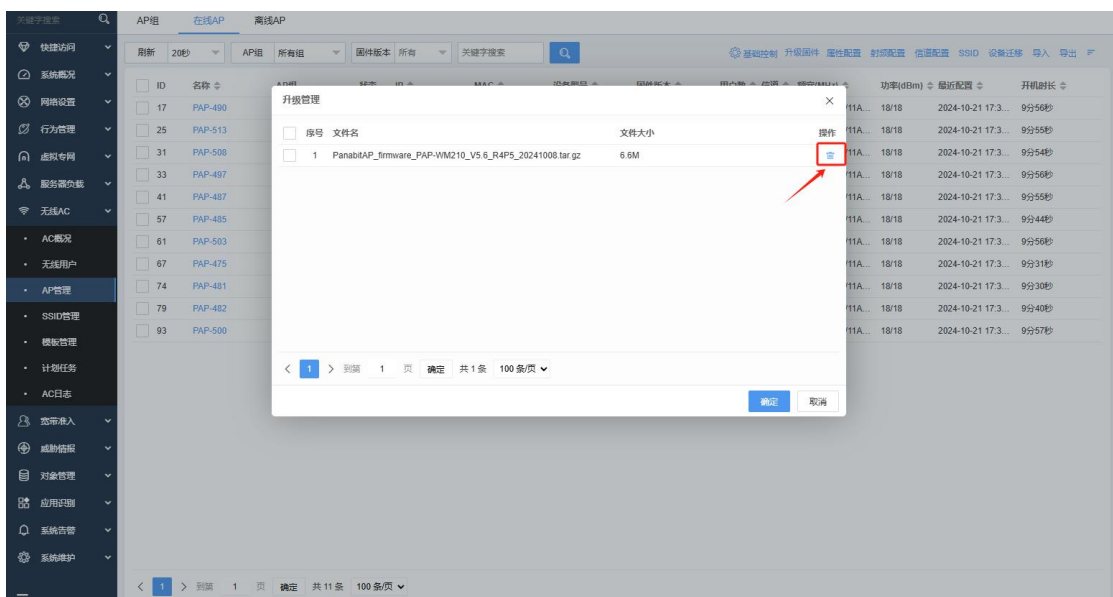 关键字搜索
快捷访问
系统概况
网络设置
行为管理
虚拟专网
服务器负载
无线AC
AC概况
无线用户
AP管理
SSID管理
模板管理
计划任务
AC日志
宽带准入
威胁情报
对象管理
应用识别
系统告警
系统维护
AP组 在线AP 离线AP
刷新 20秒 AP组 所有组 固件版本 所有 关键字搜索 基础控制 升级固件 属性配置 射频配置 信道配置 SSID 设备迁移 导入 导出
ID 名称 功率(dBm) 最近配置 开机时长
17 PAP-490 /11A... 18/18 2024-10-21 17:3... 9分56秒
25 PAP-513 /11A... 18/18 2024-10-21 17:3... 9分55秒
31 PAP-508 /11A... 18/18 2024-10-21 17:3... 9分54秒
33 PAP-497 /11A... 18/18 2024-10-21 17:3... 9分56秒
41 PAP-487 /11A... 18/18 2024-10-21 17:3... 9分55秒
57 PAP-485 /11A... 18/18 2024-10-21 17:3... 9分44秒
61 PAP-503 /11A... 18/18 2024-10-21 17:3... 9分56秒
67 PAP-475 /11A... 18/18 2024-10-21 17:3... 9分31秒
74 PAP-481 /11A... 18/18 2024-10-21 17:3... 9分30秒
79 PAP-482 /11A... 18/18 2024-10-21 17:3... 9分40秒
93 PAP-500 /11A... 18/18 2024-10-21 17:3... 9分57秒
升级管理
序号 文件名 文件大小 操作
1 PanabitAP_firmware_PAP-WM210_V5.6_R4P5_20241008.tar.gz 6.6M
1 到第 1 页 确定 共1条 100条/页
确定 取消
1 到第 1 页 确定 共11条 100条/页